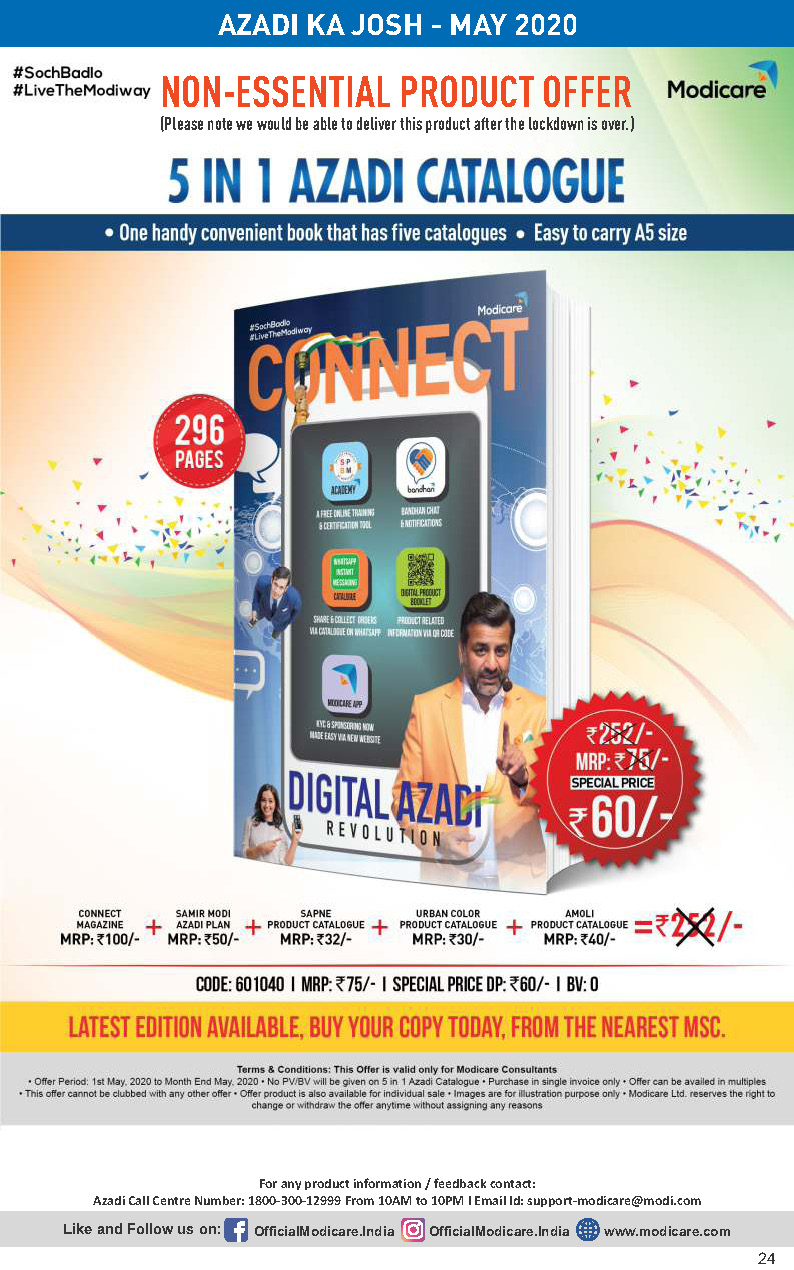 AZADI KA JOSH - MAY 2020
#SochBadlo
#LiveTheModiway
NON-ESSENTIAL PRODUCT OFFER
Modicare
(Please note we would be able to deliver this product after the lockdown is over.)
5 IN 1 AZADI CATALOGUE
• One handy convenient book that has five catalogues • Easy to carry A5 size
#SochBadlo
#LiveTheModiway
Modicare
CONNECT
296
PAGES
S P
B M
ACADEMY
bandhan
A FREE ONLINE TRAINING
& CERTIFICATION TOOL
BANDHAN CHAT
& NOTIFICATIONS
WHATSAPP
INSTANT
MESSAGING
CATALOGUE
DIGITAL PRODUCT
BOOKLET
SHARE & COLLECT ORDERS
VIA CATALOGUE ON WHATSAPP
PRODUCT RELATED
INFORMATION VIA QR CODE
MODICARE APP
KYC & SPONSORING NOW
MADE EASY VIA NEW WEBSITE
DIGITAL AZADI
REVOLUTION
₹252/-
MRP: ₹75/-
SPECIAL PRICE
₹60/-
CONNECT
MAGAZINE
MRP: ₹100/-
+
SAMIR MODI
AZADI PLAN
MRP: ₹50/-
+
SAPNE
PRODUCT CATALOGUE
MRP: ₹32/-
+
URBAN COLOR
PRODUCT CATALOGUE
MRP: ₹30/-
+
AMOLI
PRODUCT CATALOGUE
MRP: ₹40/-
=₹252/-
CODE: 601040 I MRP: ₹75/- I SPECIAL PRICE DP: ₹60/- I BV: 0
LATEST EDITION AVAILABLE, BUY YOUR COPY TODAY, FROM THE NEAREST MSC.
Terms & Conditions: This Offer is valid only for Modicare Consultants
• Offer Period: 1st May, 2020 to Month End May, 2020 • No PV/BV will be given on 5 in 1 Azadi Catalogue • Purchase in single invoice only • Offer can be availed in multiples
• This offer cannot be clubbed with any other offer • Offer product is also available for individual sale • Images are for illustration purpose only • Modicare Ltd. reserves the right to
change or withdraw the offer anytime without assigning any reasons
For any product information / feedback contact:
Azadi Call Centre Number: 1800-300-12999 From 10AM to 10PM I Email Id: support-modicare@modi.com
Like and Follow us on: OfficialModicare.India OfficialModicare.India www.modicare.com
24